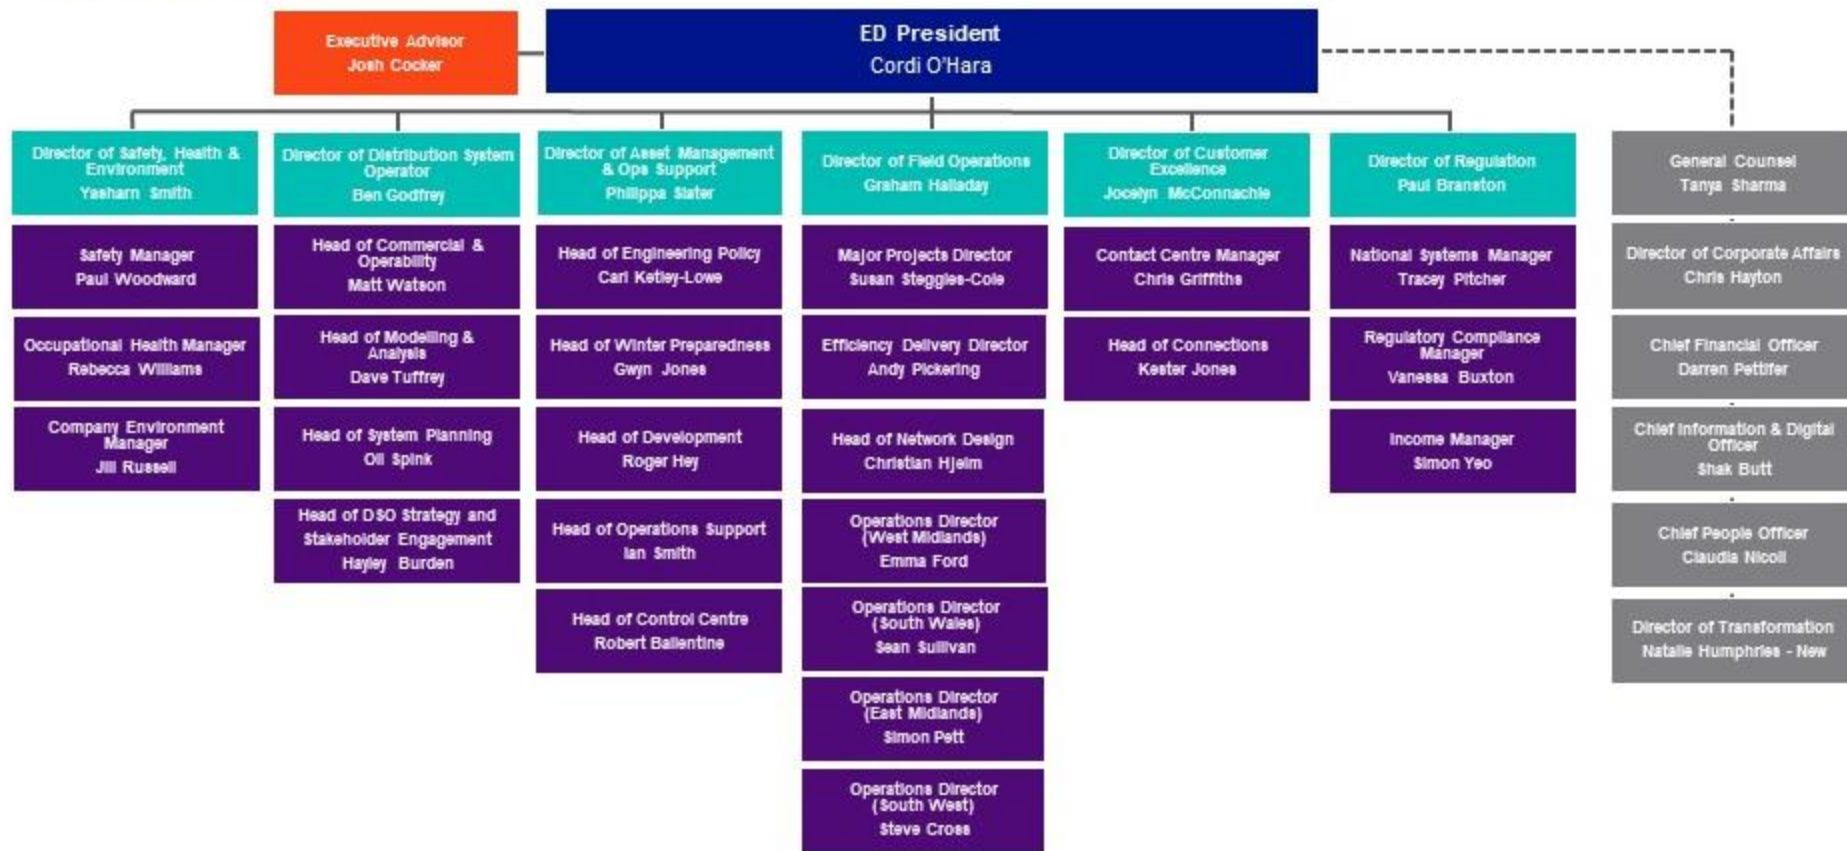 Executive Advisor
Josh Cocker
ED President
Cordi O'Hara
Director of Safety, Health &
Environment
Yasharn Smith
Safety Manager
Paul Woodward
Occupational Health Manager
Rebecca Williams
Company Environment
Manager
Jill Russell
Director of Distribution System
Operator
Ben Godfrey
Head of Commercial &
Operability
Matt Watson
Head of Modelling &
Analysis
Dave Tuffrey
Head of System Planning
Oli Spink
Head of DSO Strategy and
Stakeholder Engagement
Hayley Burden
Director of Asset Management
& Ops Support
Philippa Slater
Head of Engineering Policy
Carl Ketley-Lowe
Head of Winter Preparedness
Gwyn Jones
Head of Development
Roger Hey
Head of Operations Support
Ian Smith
Head of Control Centre
Robert Ballentine
Director of Field Operations
Graham Halladay
Major Projects Director
Susan Steggles-Cole
Efficiency Delivery Director
Andy Pickering
Head of Network Design
Christian Hjelm
Operations Director
(West Midlands)
Emma Ford
Operations Director
(South Wales)
Sean Sullivan
Operations Director
(East Midlands)
Simon Pett
Operations Director
(South West)
Steve Cross
Director of Customer
Excellence
Jocelyn McConnachie
Contact Centre Manager
Chris Griffiths
Head of Connections
Kester Jones
Director of Regulation
Paul Branston
National Systems Manager
Tracey Pitcher
Regulatory Compliance
Manager
Vanessa Buxton
Income Manager
Simon Yeo
General Counsel
Tanya Sharma
Director of Corporate Affairs
Chris Hayton
Chief Financial Officer
Darren Pettifer
Chief Information & Digital
Officer
Shak Butt
Chief People Officer
Claudia Nicoll
Director of Transformation
Natalie Humphries - New